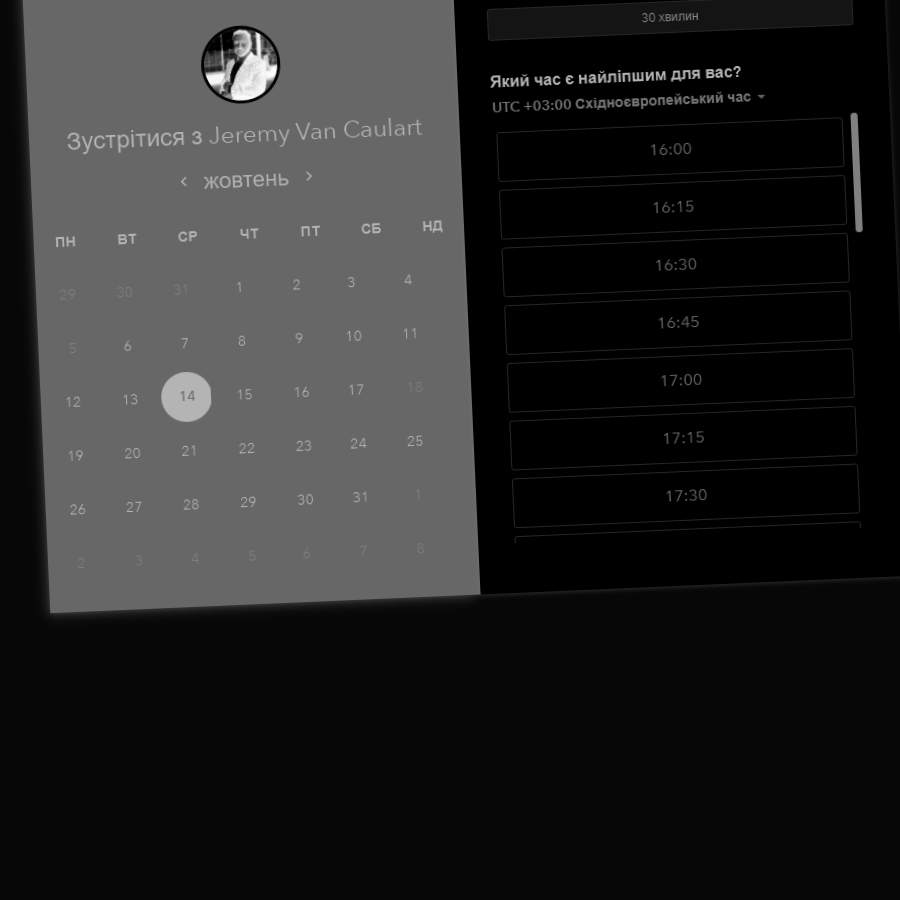 Зустрітися з Jeremy Van Caulart
‹ жовтень ›
ПН ВТ СР ЧТ ПТ СБ НД
29 30 31 1 2 3 4
5 6 7 8 9 10 11
12 13 14 15 16 17 18
19 20 21 22 23 24 25
26 27 28 29 30 31 1
2 3 4 5 6 7 8
30 хвилин
Який час є найліпшим для вас?
UTC +03:00 Східноєвропейський час
16:00
16:15
16:30
16:45
17:00
17:15
17:30